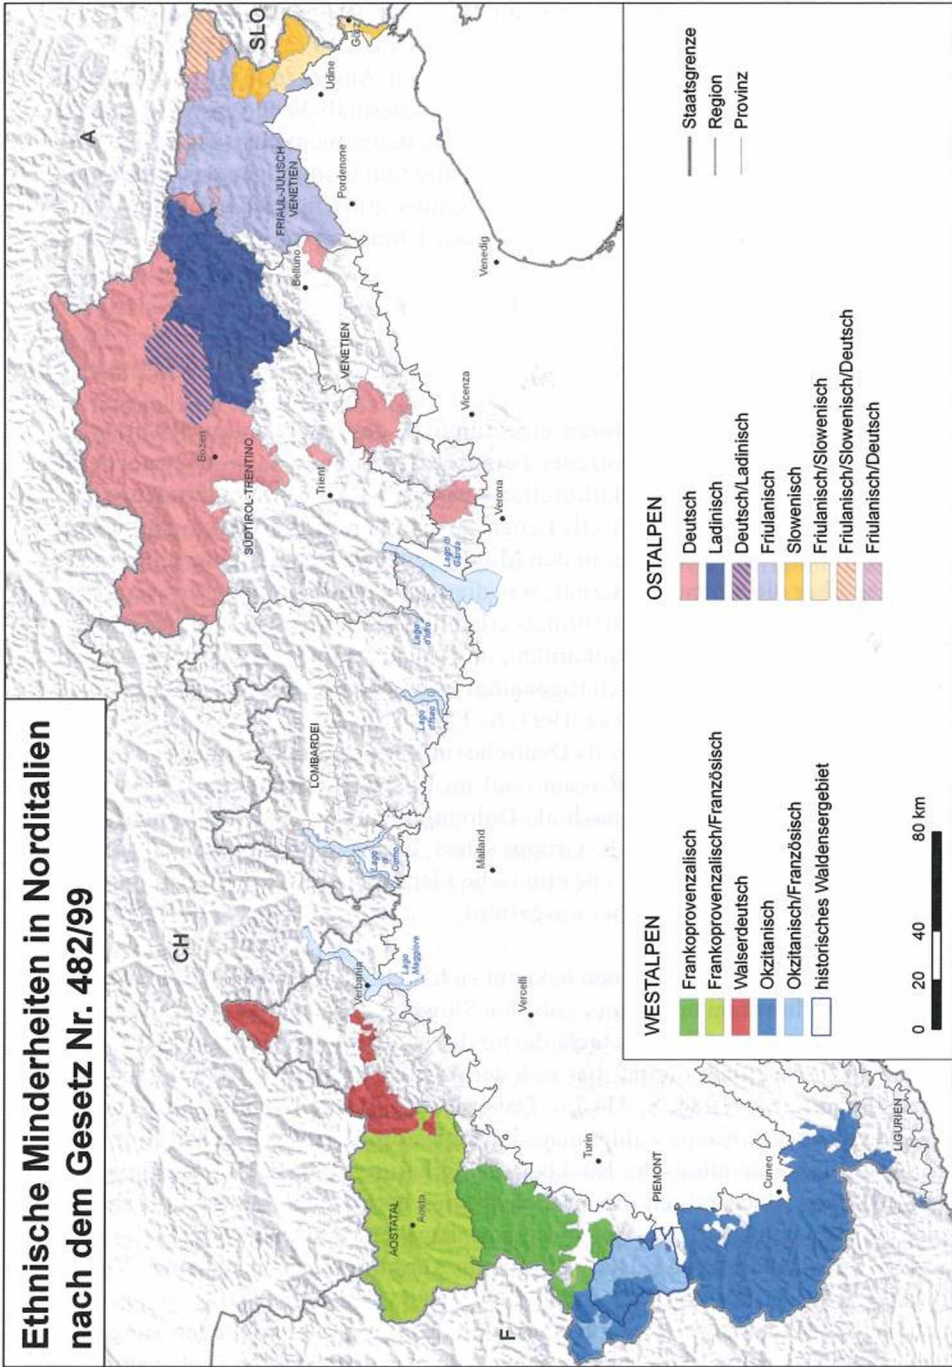 Ethnische Minderheiten in Norditalien
nach dem Gesetz Nr. 482/99
CH
A
SLO
F
SÜDTIROL-TRENTINO
Bozen
Trient
VENETIEN
Belluno
FRIAUL-JULISCH
VENETIEN
Pordenone
Udine
Görz
Venedig
Vicenza
Verona
Lago di
Garda
Lago
d'Idro
Lago
d'Iseo
LOMBARDEI
Lago
di
Como
Mailand
Lago
Maggiore
Verbania
Vercelli
AOSTATAL
Aosta
Turin
PIEMONT
Cuneo
LIGURIEN
WESTALPEN
Frankoprovenzalisch
Frankoprovenzalisch/Französisch
Walserdeutsch
Okzitanisch
Okzitanisch/Französisch
historisches Waldensergebiet
OSTALPEN
Deutsch
Ladinisch
Deutsch/Ladinisch
Friulanisch
Slowenisch
Friulanisch/Slowenisch
Friulanisch/Slowenisch/Deutsch
Friulanisch/Deutsch
Staatsgrenze
Region
Provinz
0 20 40 80 km